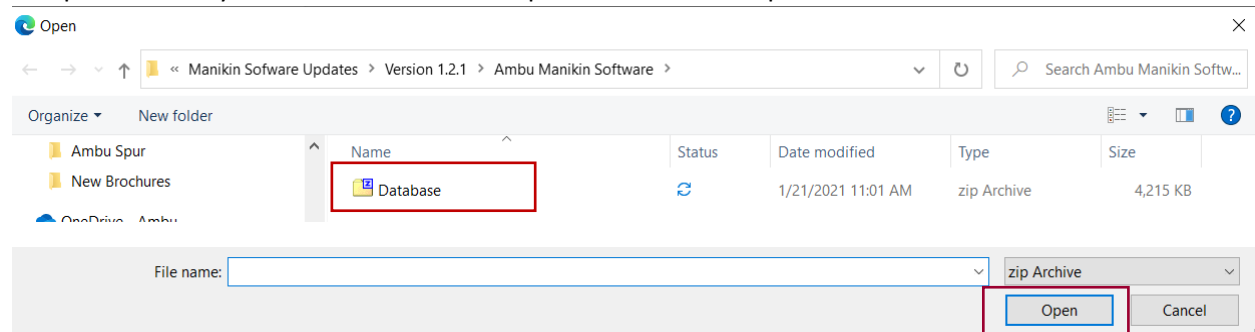 Open
« Manikin Sofware Updates > Version 1.2.1 > Ambu Manikin Software >
Search Ambu Manikin Softw...
Organize New folder
Ambu Spur
Name Status Date modified Type Size
New Brochures
Database 1/21/2021 11:01 AM zip Archive 4,215 KB
OneDrive - Ambu
File name: zip Archive
Open Cancel